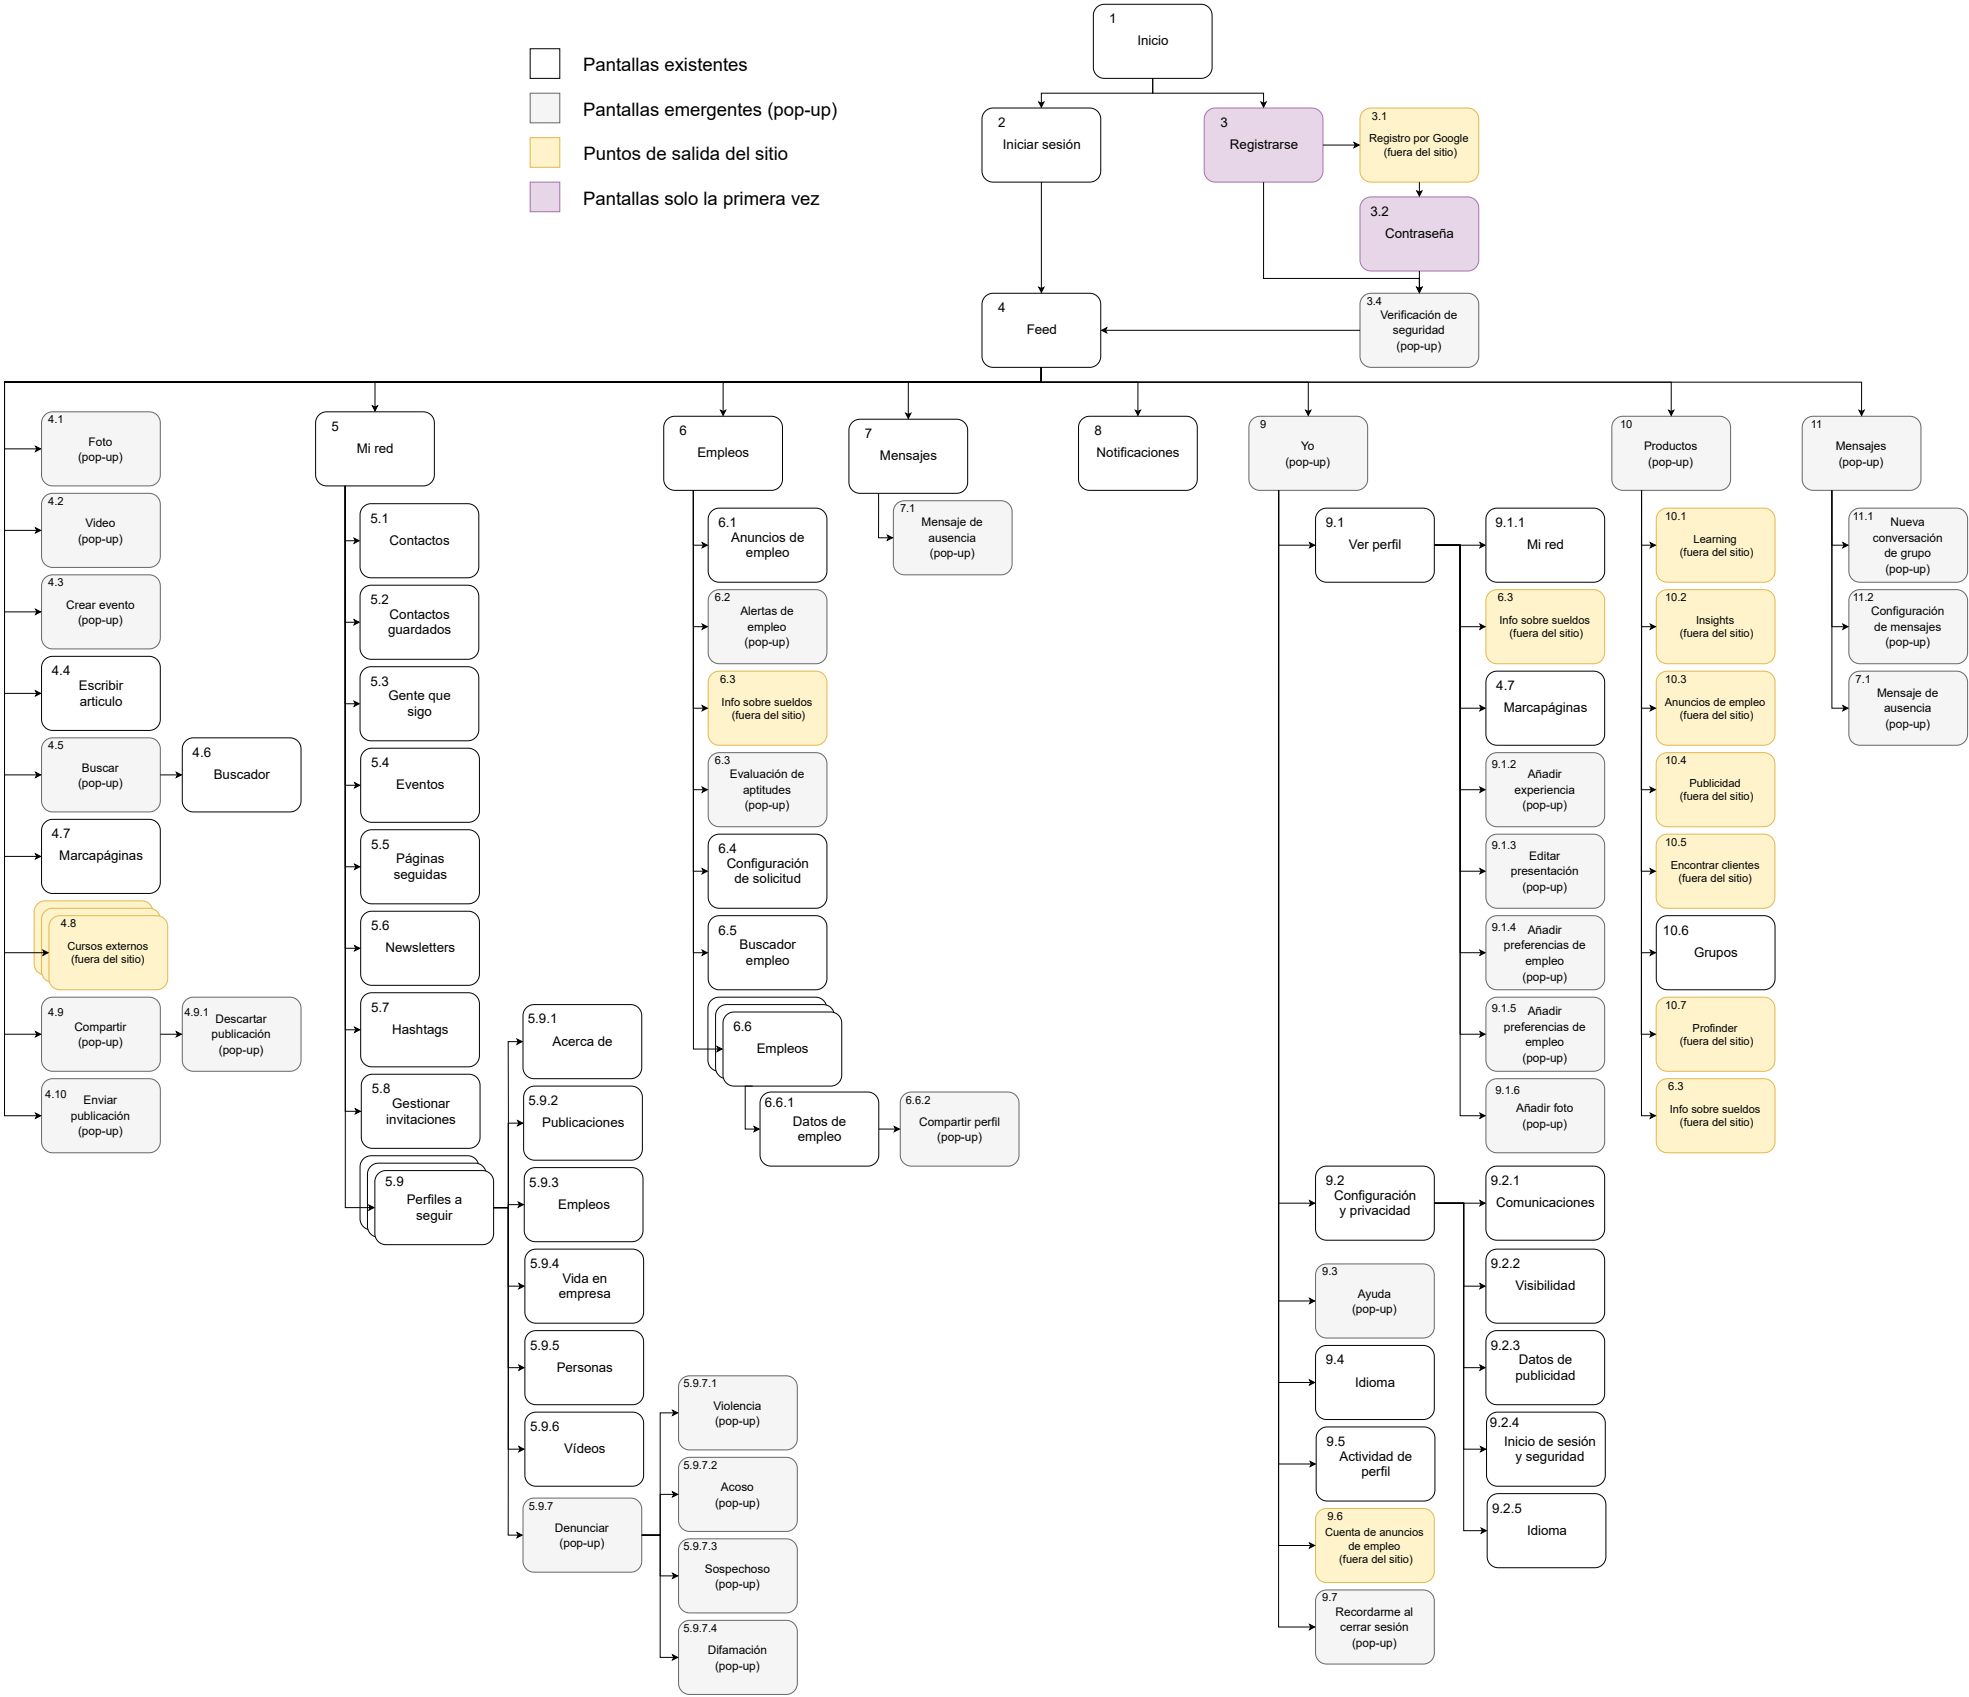 1
Inicio
Pantallas existentes
Pantallas emergentes (pop-up)
Puntos de salida del sitio
Pantallas solo la primera vez
2
Iniciar sesión
3
Registrarse
3.1
Registro por Google
(fuera del sitio)
3.2
Contraseña
3.4
Verificación de
seguridad
(pop-up)
4
Feed
4.1
Foto
(pop-up)
4.2
Video
(pop-up)
4.3
Crear evento
(pop-up)
4.4
Escribir
articulo
4.5
Buscar
(pop-up)
4.6
Buscador
4.7
Marcapáginas
4.8
Cursos externos
(fuera del sitio)
4.9
Compartir
(pop-up)
4.9.1
Descartar
publicación
(pop-up)
4.10
Enviar
publicación
(pop-up)
5
Mi red
5.1
Contactos
5.2
Contactos
guardados
5.3
Gente que
sigo
5.4
Eventos
5.5
Páginas
seguidas
5.6
Newsletters
5.7
Hashtags
5.8
Gestionar
invitaciones
5.9
Perfiles a
seguir
5.9.1
Acerca de
5.9.2
Publicaciones
5.9.3
Empleos
5.9.4
Vida en
empresa
5.9.5
Personas
5.9.6
Vídeos
5.9.7
Denunciar
(pop-up)
5.9.7.1
Violencia
(pop-up)
5.9.7.2
Acoso
(pop-up)
5.9.7.3
Sospechoso
(pop-up)
5.9.7.4
Difamación
(pop-up)
6
Empleos
6.1
Anuncios de
empleo
6.2
Alertas de
empleo
(pop-up)
6.3
Info sobre sueldos
(fuera del sitio)
6.3
Evaluación de
aptitudes
(pop-up)
6.4
Configuración
de solicitud
6.5
Buscador
empleo
6.6
Empleos
6.6.1
Datos de
empleo
6.6.2
Compartir perfil
(pop-up)
7
Mensajes
7.1
Mensaje de
ausencia
(pop-up)
8
Notificaciones
9
Yo
(pop-up)
9.1
Ver perfil
9.1.1
Mi red
6.3
Info sobre sueldos
(fuera del sitio)
4.7
Marcapáginas
9.1.2
Añadir
experiencia
(pop-up)
9.1.3
Editar
presentación
(pop-up)
9.1.4
Añadir
preferencias de
empleo
(pop-up)
9.1.5
Añadir
preferencias de
empleo
(pop-up)
9.1.6
Añadir foto
(pop-up)
9.2
Configuración
y privacidad
9.2.1
Comunicaciones
9.2.2
Visibilidad
9.2.3
Datos de
publicidad
9.2.4
Inicio de sesión
y seguridad
9.2.5
Idioma
9.3
Ayuda
(pop-up)
9.4
Idioma
9.5
Actividad de
perfil
9.6
Cuenta de anuncios
de empleo
(fuera del sitio)
9.7
Recordarme al
cerrar sesión
(pop-up)
10
Productos
(pop-up)
10.1
Learning
(fuera del sitio)
10.2
Insights
(fuera del sitio)
10.3
Anuncios de empleo
(fuera del sitio)
10.4
Publicidad
(fuera del sitio)
10.5
Encontrar clientes
(fuera del sitio)
10.6
Grupos
10.7
Profinder
(fuera del sitio)
6.3
Info sobre sueldos
(fuera del sitio)
11
Mensajes
(pop-up)
11.1
Nueva
conversación
de grupo
(pop-up)
11.2
Configuración
de mensajes
(pop-up)
7.1
Mensaje de
ausencia
(pop-up)